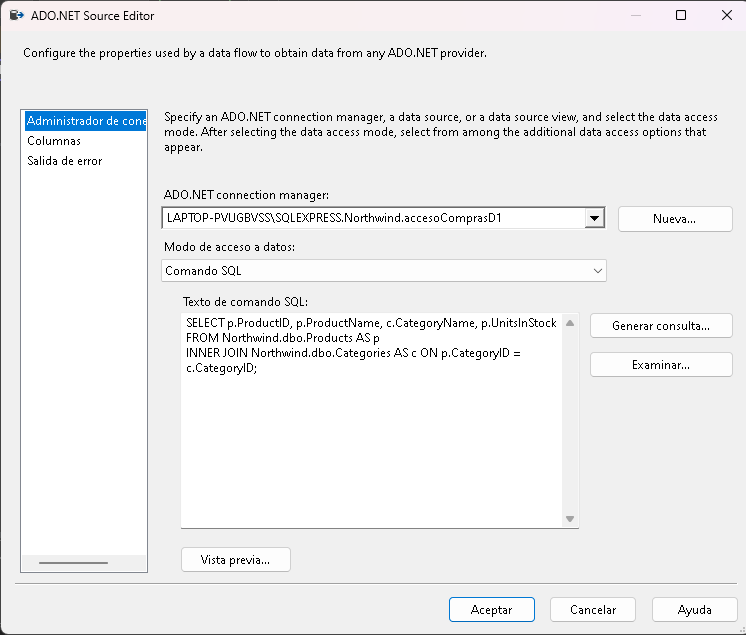 ADO.NET Source Editor
Configure the properties used by a data flow to obtain data from any ADO.NET provider.
Administrador de cone
Columnas
Salida de error
Specify an ADO.NET connection manager, a data source, or a data source view, and select the data access
mode. After selecting the data access mode, select from among the additional data access options that
appear.
ADO.NET connection manager:
LAPTOP-PVUGBVSS\SQLEXPRESS.Northwind.accesoComprasD1
Nueva...
Modo de acceso a datos:
Comando SQL
Texto de comando SQL:
SELECT p.ProductID, p.ProductName, c.CategoryName, p.UnitsInStock
FROM Northwind.dbo.Products AS p
INNER JOIN Northwind.dbo.Categories AS c ON p.CategoryID =
c.CategoryID;
Generar consulta...
Examinar...
Vista previa...
Aceptar
Cancelar
Ayuda